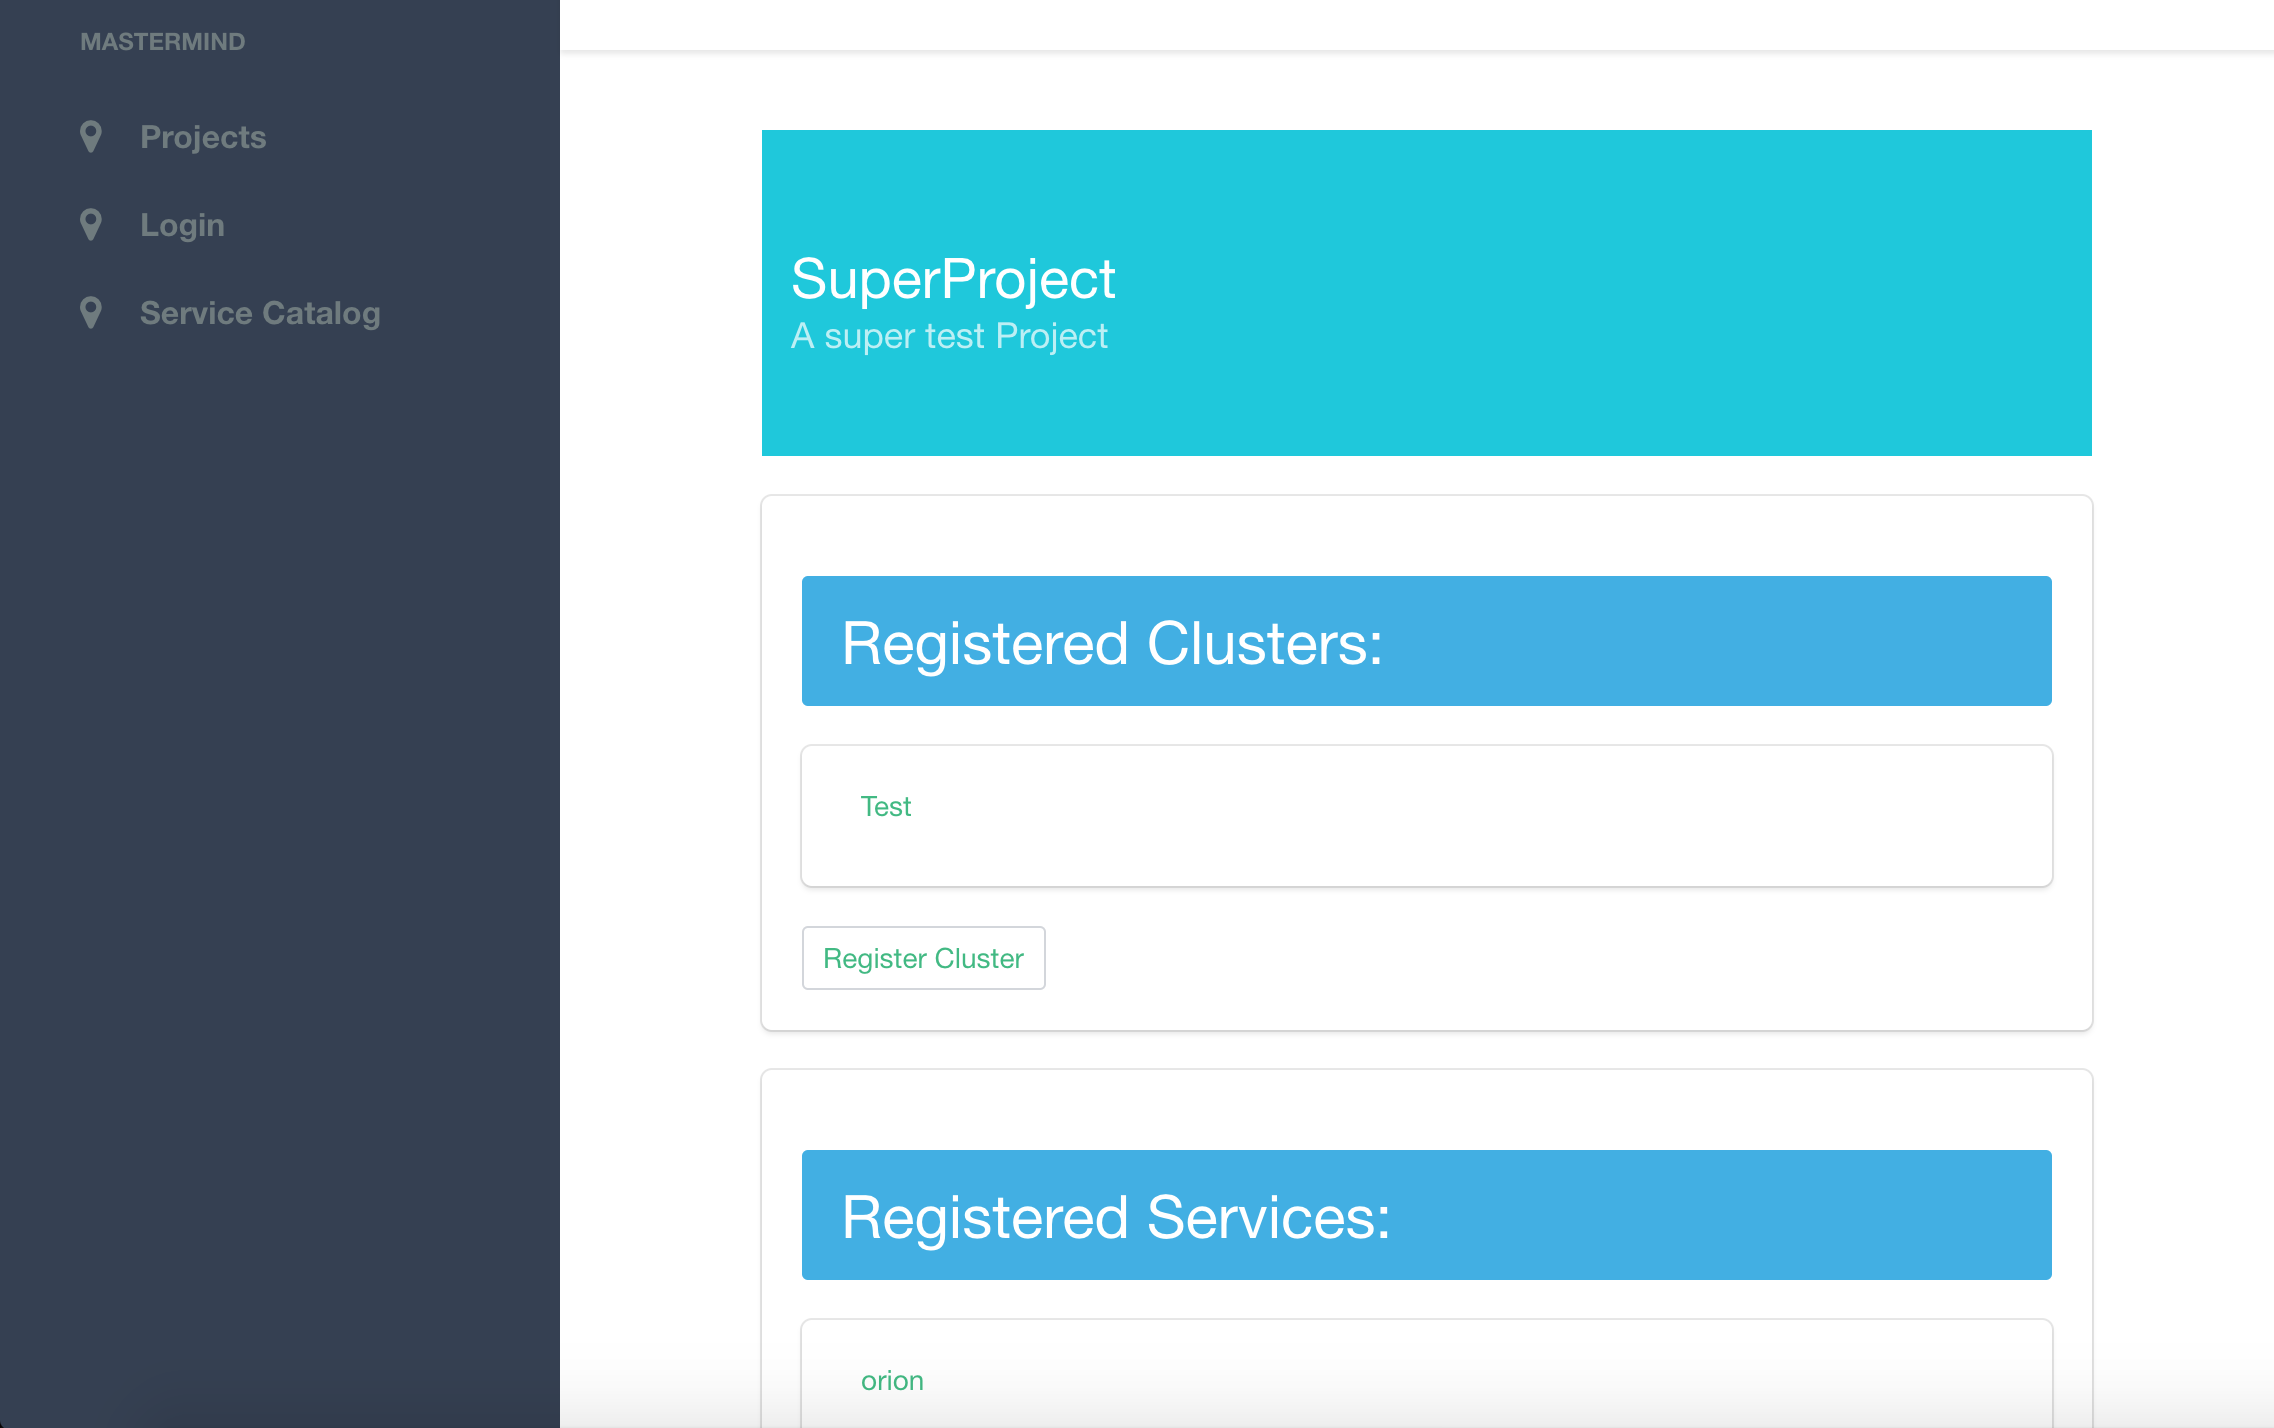 MASTERMIND
Projects
Login
Service Catalog
SuperProject
A super test Project
Registered Clusters:
Test
Register Cluster
Registered Services:
orion